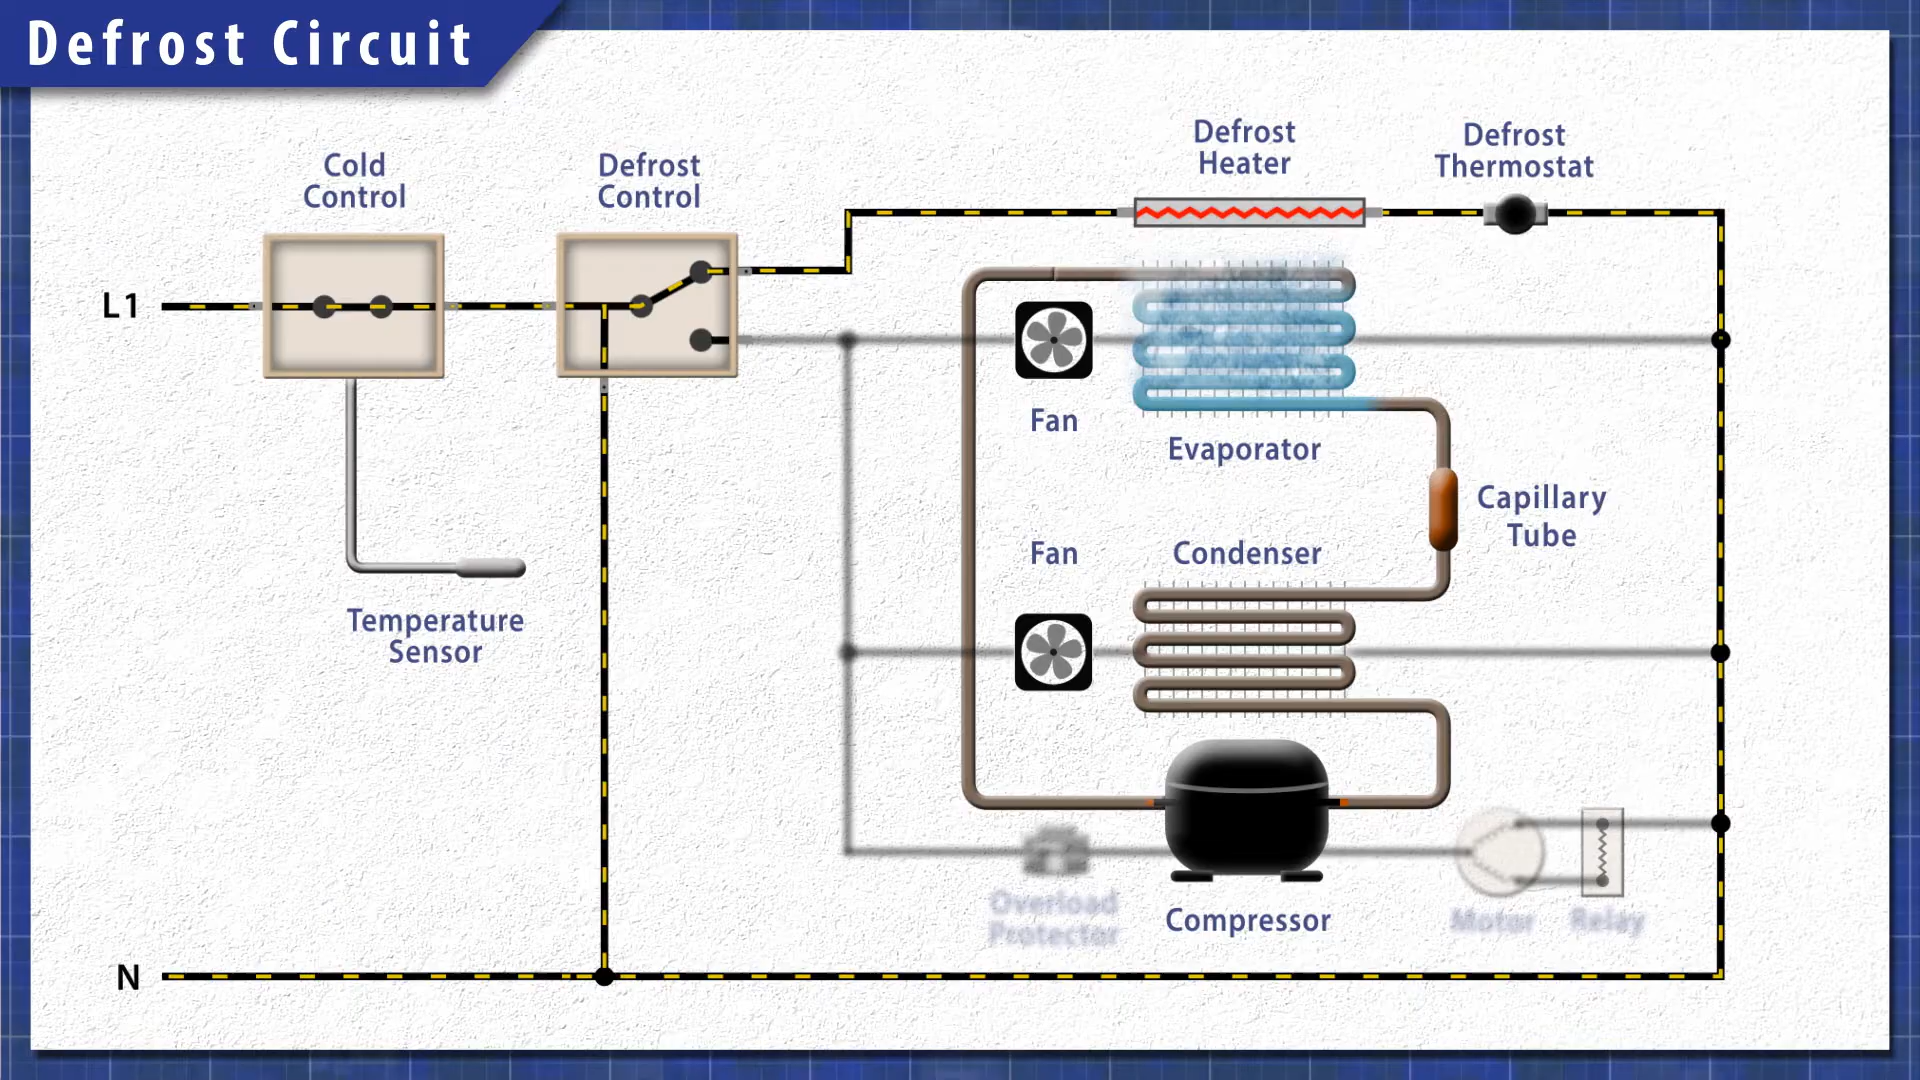 Defrost Circuit
Cold
Control
Defrost
Control
Defrost
Heater
Defrost
Thermostat
L1
Fan
Evaporator
Capillary
Tube
Fan
Condenser
Temperature
Sensor
Overload
Protector
Compressor
Motor
Relay
N